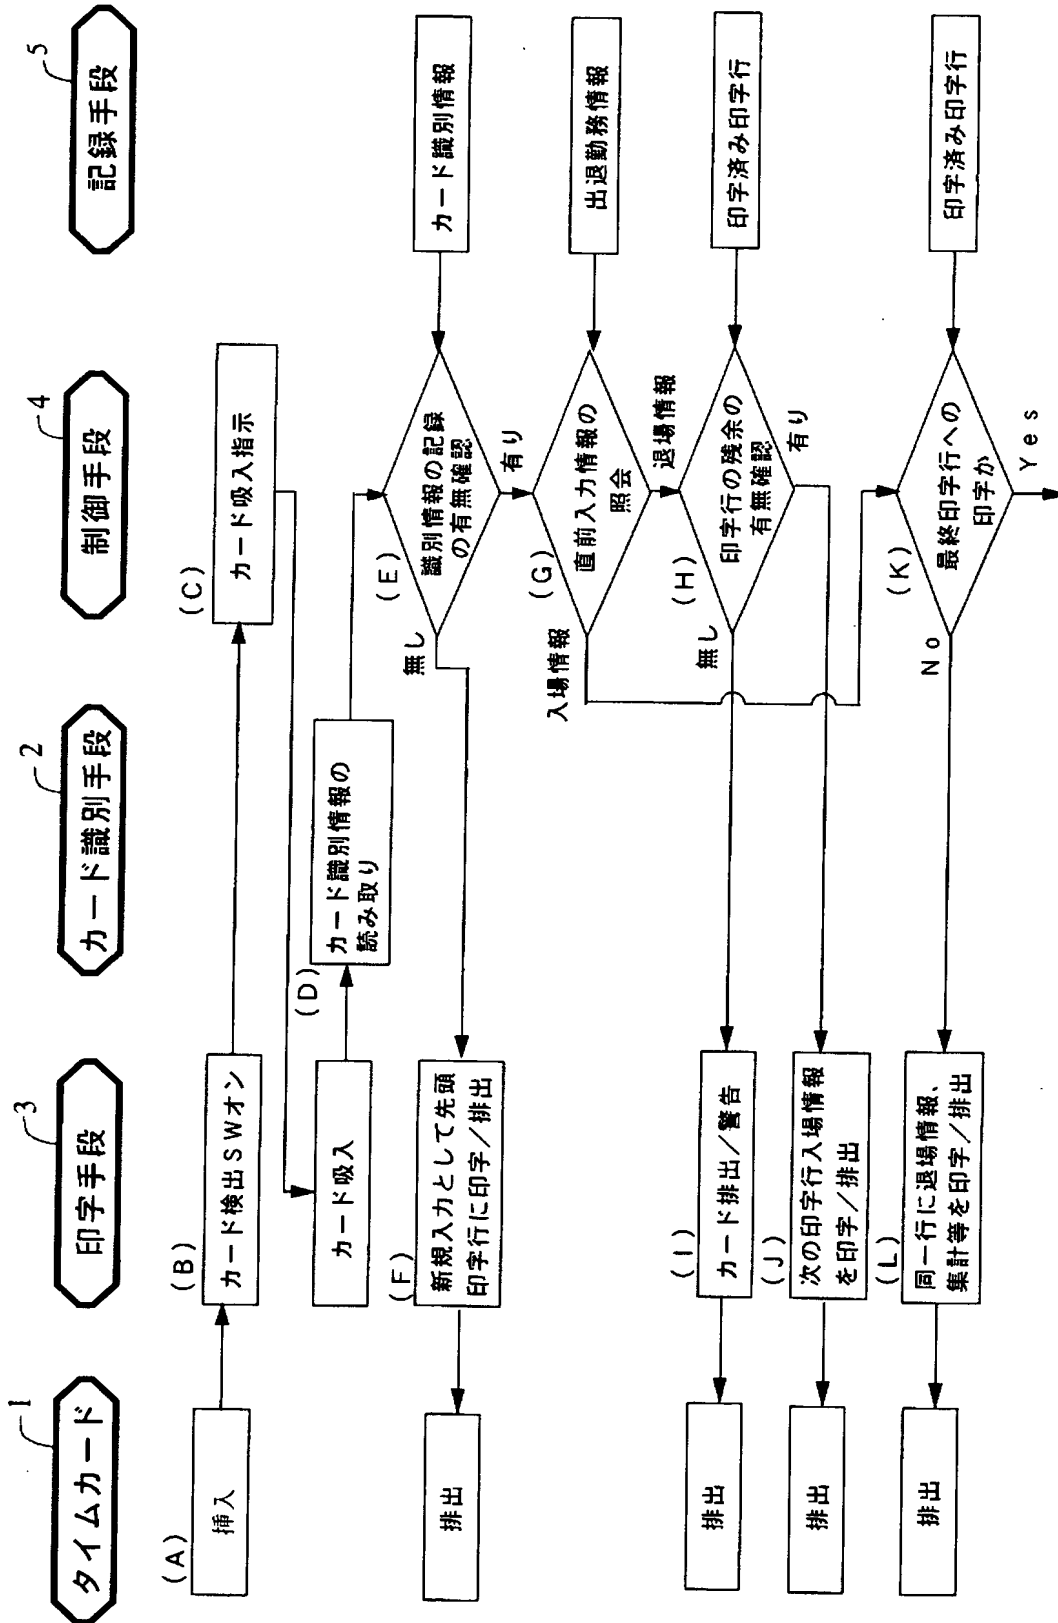 タイムカード
1
印字手段
3
カード識別手段
2
制御手段
4
記録手段
5
(A)
挿入
(B)
カード検出SWオン
(C)
カード吸入指示
カード吸入
(D)
カード識別情報の
読み取り
(E)
識別情報の記録
の有無確認
カード識別情報
無し
有り
(F)
新規入力として先頭
印字行に印字/排出
排出
(G)
直前入力情報の
照会
出退勤務情報
入場情報
退場情報
(H)
印字行の残余の
有無確認
印字済み印字行
無し
有り
(I)
カード排出/警告
排出
(J)
次の印字行入場情報
を印字/排出
排出
(K)
最終印字行への
印字か
印字済み印字行
No
Yes
(L)
同一行に退場情報、
集計等を印字/排出
排出